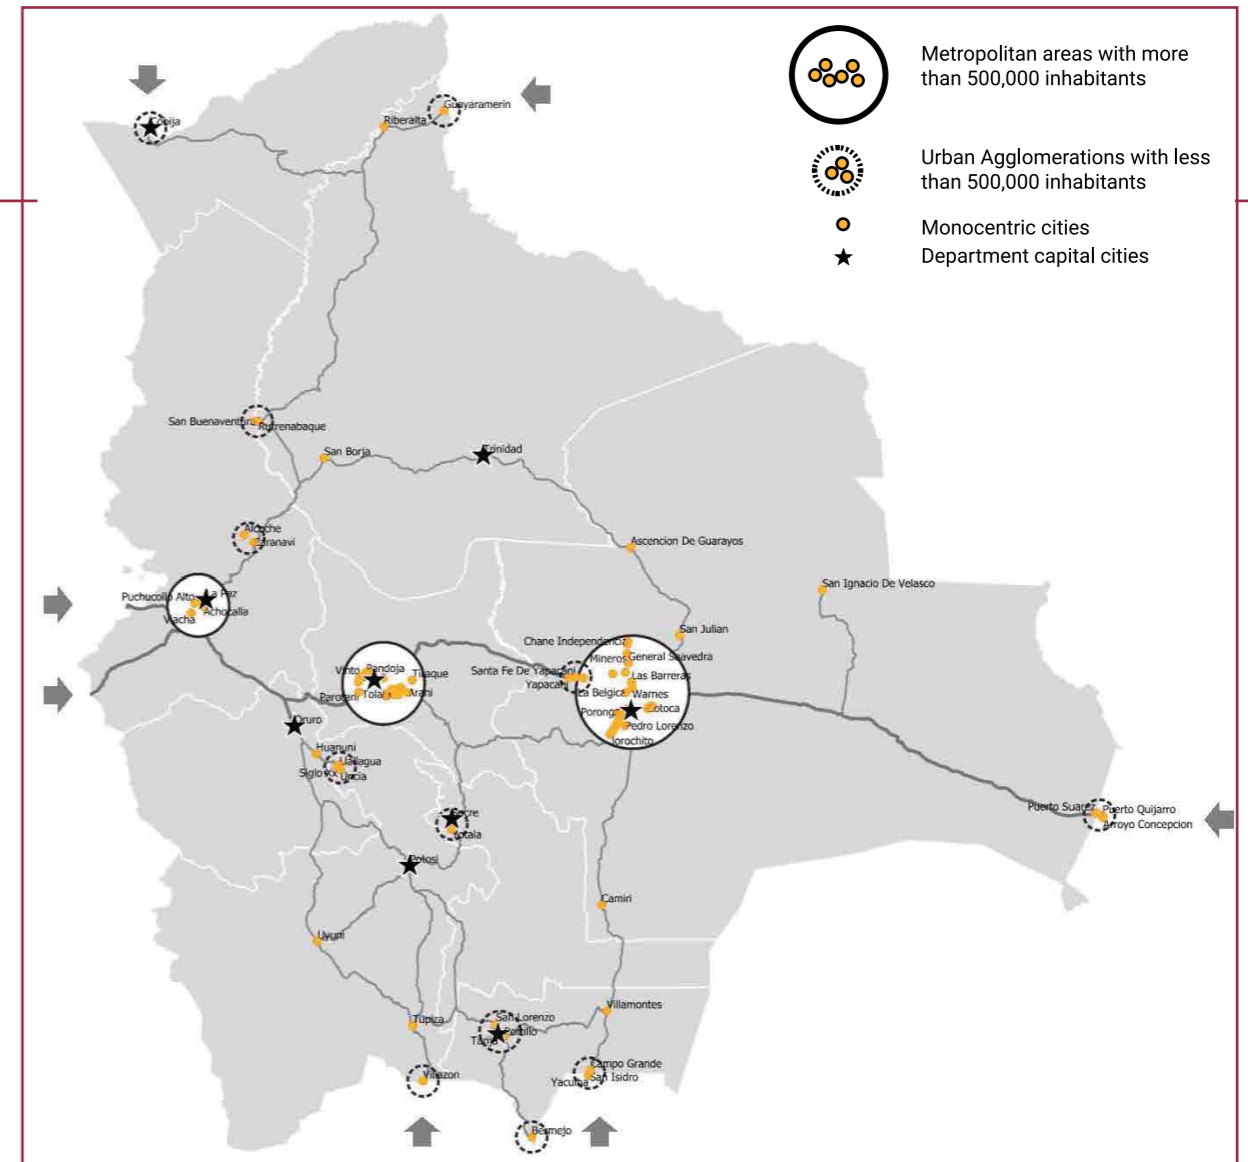 Metropolitan areas with more
than 500,000 inhabitants
Urban Agglomerations with less
than 500,000 inhabitants
Monocentric cities
Department capital cities
Cobija
Guayaramerin
Riberalta
San Buenaventura
Rurrenabaque
San Borja
Trinidad
Alcoche
Caranavi
Ascencion De Guarayos
San Ignacio De Velasco
Puchucollo Alto
La Paz
Achocalla
Viacha
San Julian
Chane Independencia
Mineros
General Saavedra
Santa Fe De Yapacani
Yapacani
Las Barreras
La Belgica
Warnes
Porongo
Cotoca
Pedro Lorenzo
Jorochito
Vinto
Pandoja
Tiraque
Parotani
Tolata
Arani
Oruro
Huanuni
Llallagua
Siglo XX
Uncia
Sucre
Yotala
Potosi
Puerto Suarez
Puerto Quijarro
Arroyo Concepcion
Camiri
Uyuni
Villamontes
Tupiza
San Lorenzo
Portillo
Tarija
Villazon
Campo Grande
San Isidro
Yacuiba
Bermejo